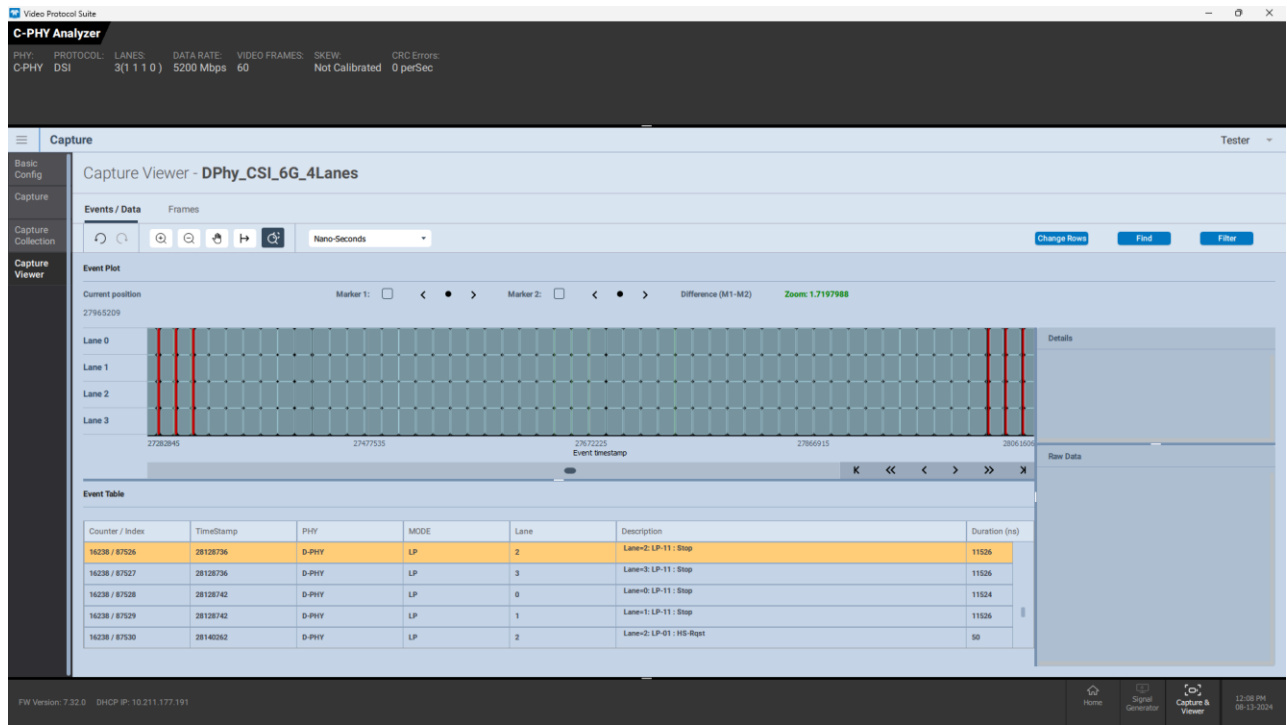 Video Protocol Suite
C-PHY Analyzer
PHY: PROTOCOL: LANES: DATA RATE: VIDEO FRAMES: SKEW: CRC Errors:
C-PHY DSI 3(1 1 1 0 ) 5200 Mbps 60 Not Calibrated 0 perSec
Capture Tester
Basic Config
Capture
Capture Collection
Capture Viewer
Capture Viewer - DPhy_CSI_6G_4Lanes
Events / Data Frames
Nano-Seconds Change Rows Find Filter
Event Plot
Current position Marker 1: Marker 2: Difference (M1-M2) Zoom: 1.7197988
27965209
Lane 0
Lane 1
Lane 2
Lane 3
27282845 27477535 27672225 27866915 28061606
Event timestamp
Details
Raw Data
Event Table
Counter / Index TimeStamp PHY MODE Lane Description Duration (ns)
16238 / 87526 28128736 D-PHY LP 2 Lane=2: LP-11 : Stop 11526
16238 / 87527 28128736 D-PHY LP 3 Lane=3: LP-11 : Stop 11526
16238 / 87528 28128742 D-PHY LP 0 Lane=0: LP-11 : Stop 11524
16238 / 87529 28128742 D-PHY LP 1 Lane=1: LP-11 : Stop 11526
16238 / 87530 28140262 D-PHY LP 2 Lane=2: LP-01 : HS-Rqst 50
FW Version: 7.32.0 DHCP IP: 10.211.177.191
Home
Signal Generator
Capture & Viewer
12:08 PM
08-13-2024